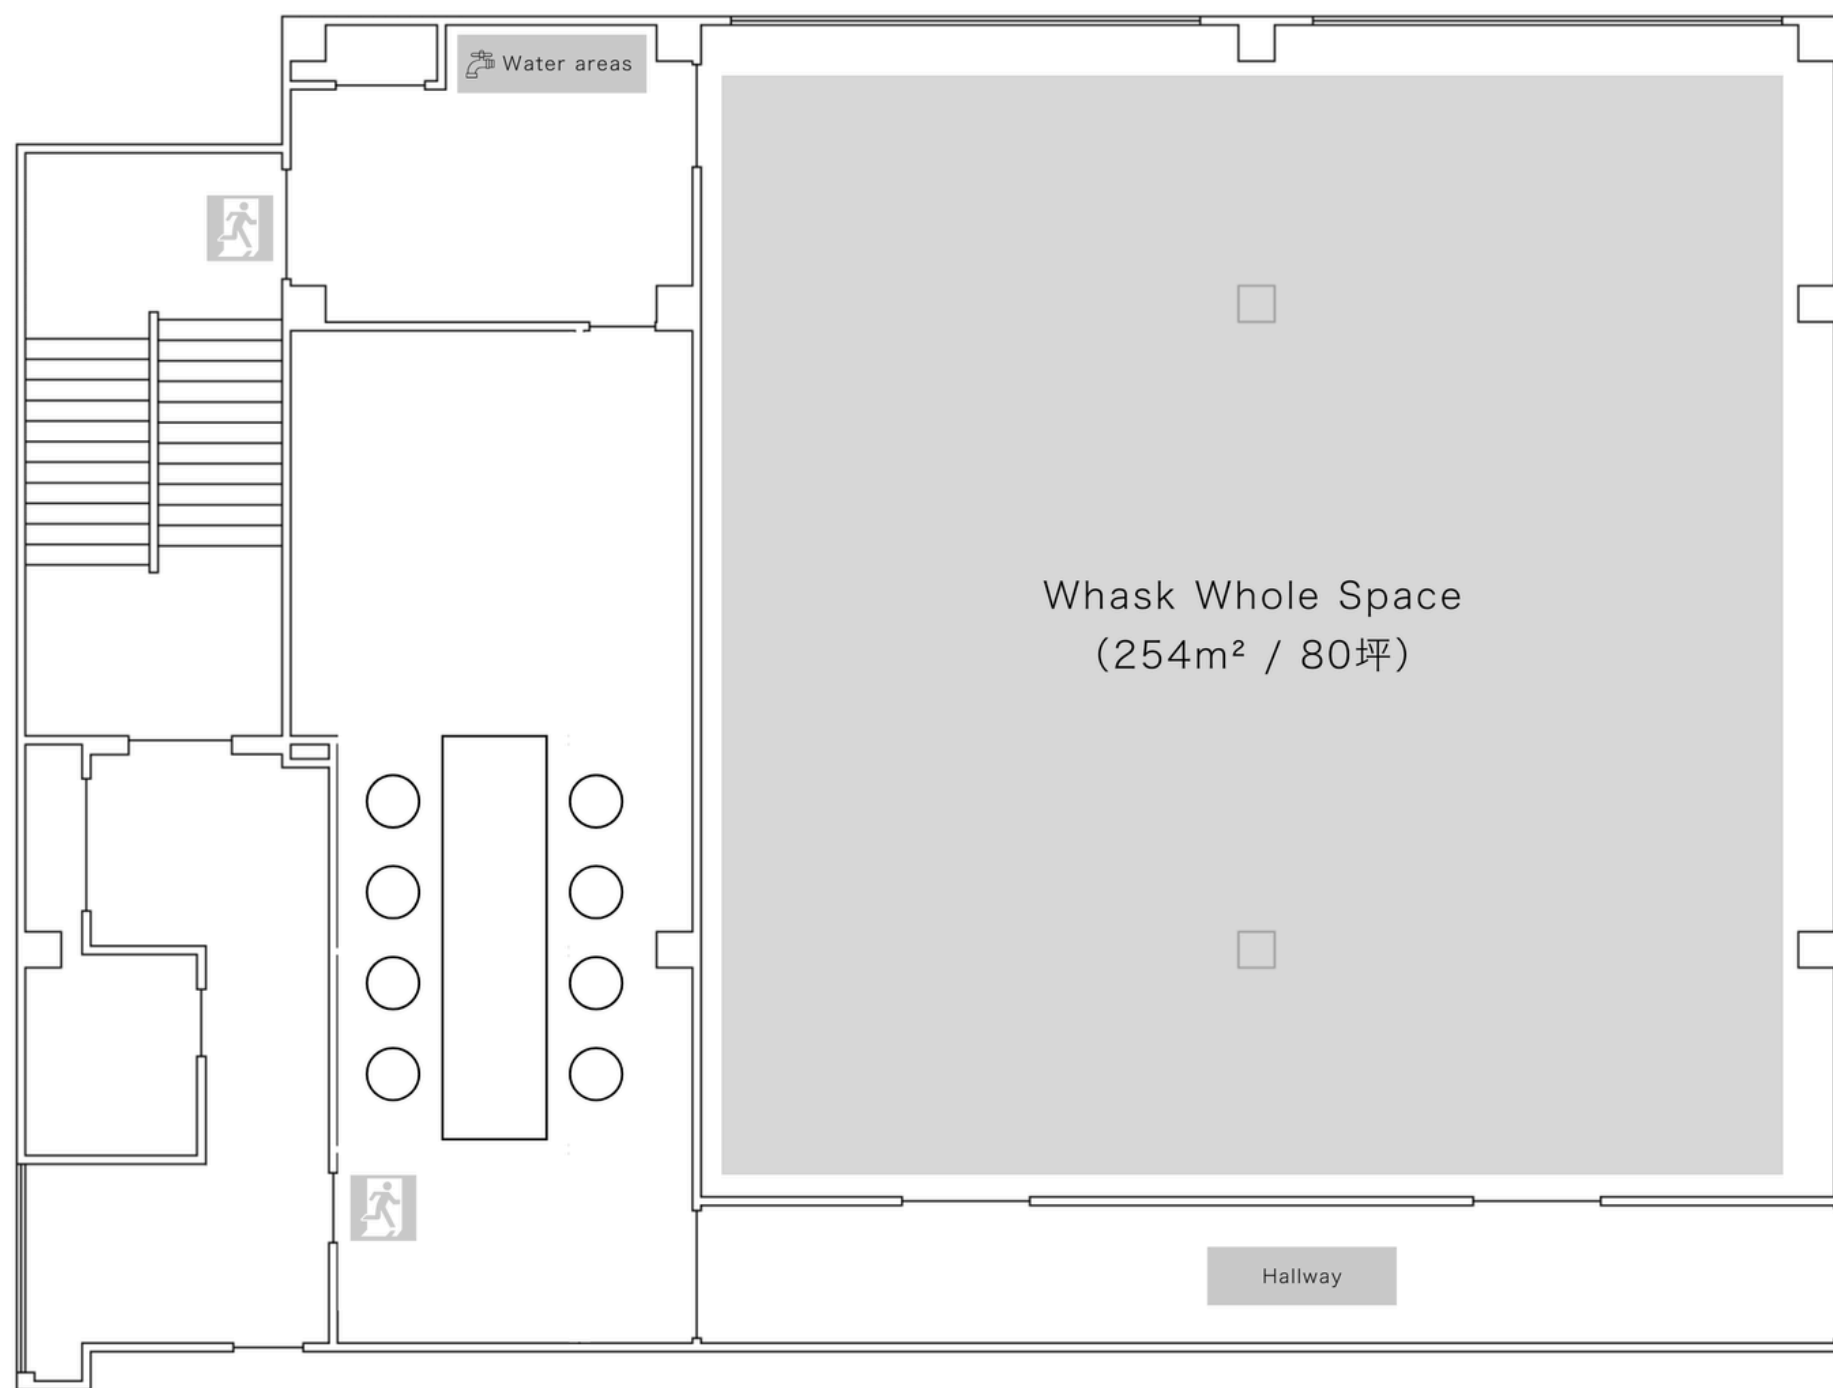 Water areas
Whask Whole Space
（254m² / 80坪）
Hallway